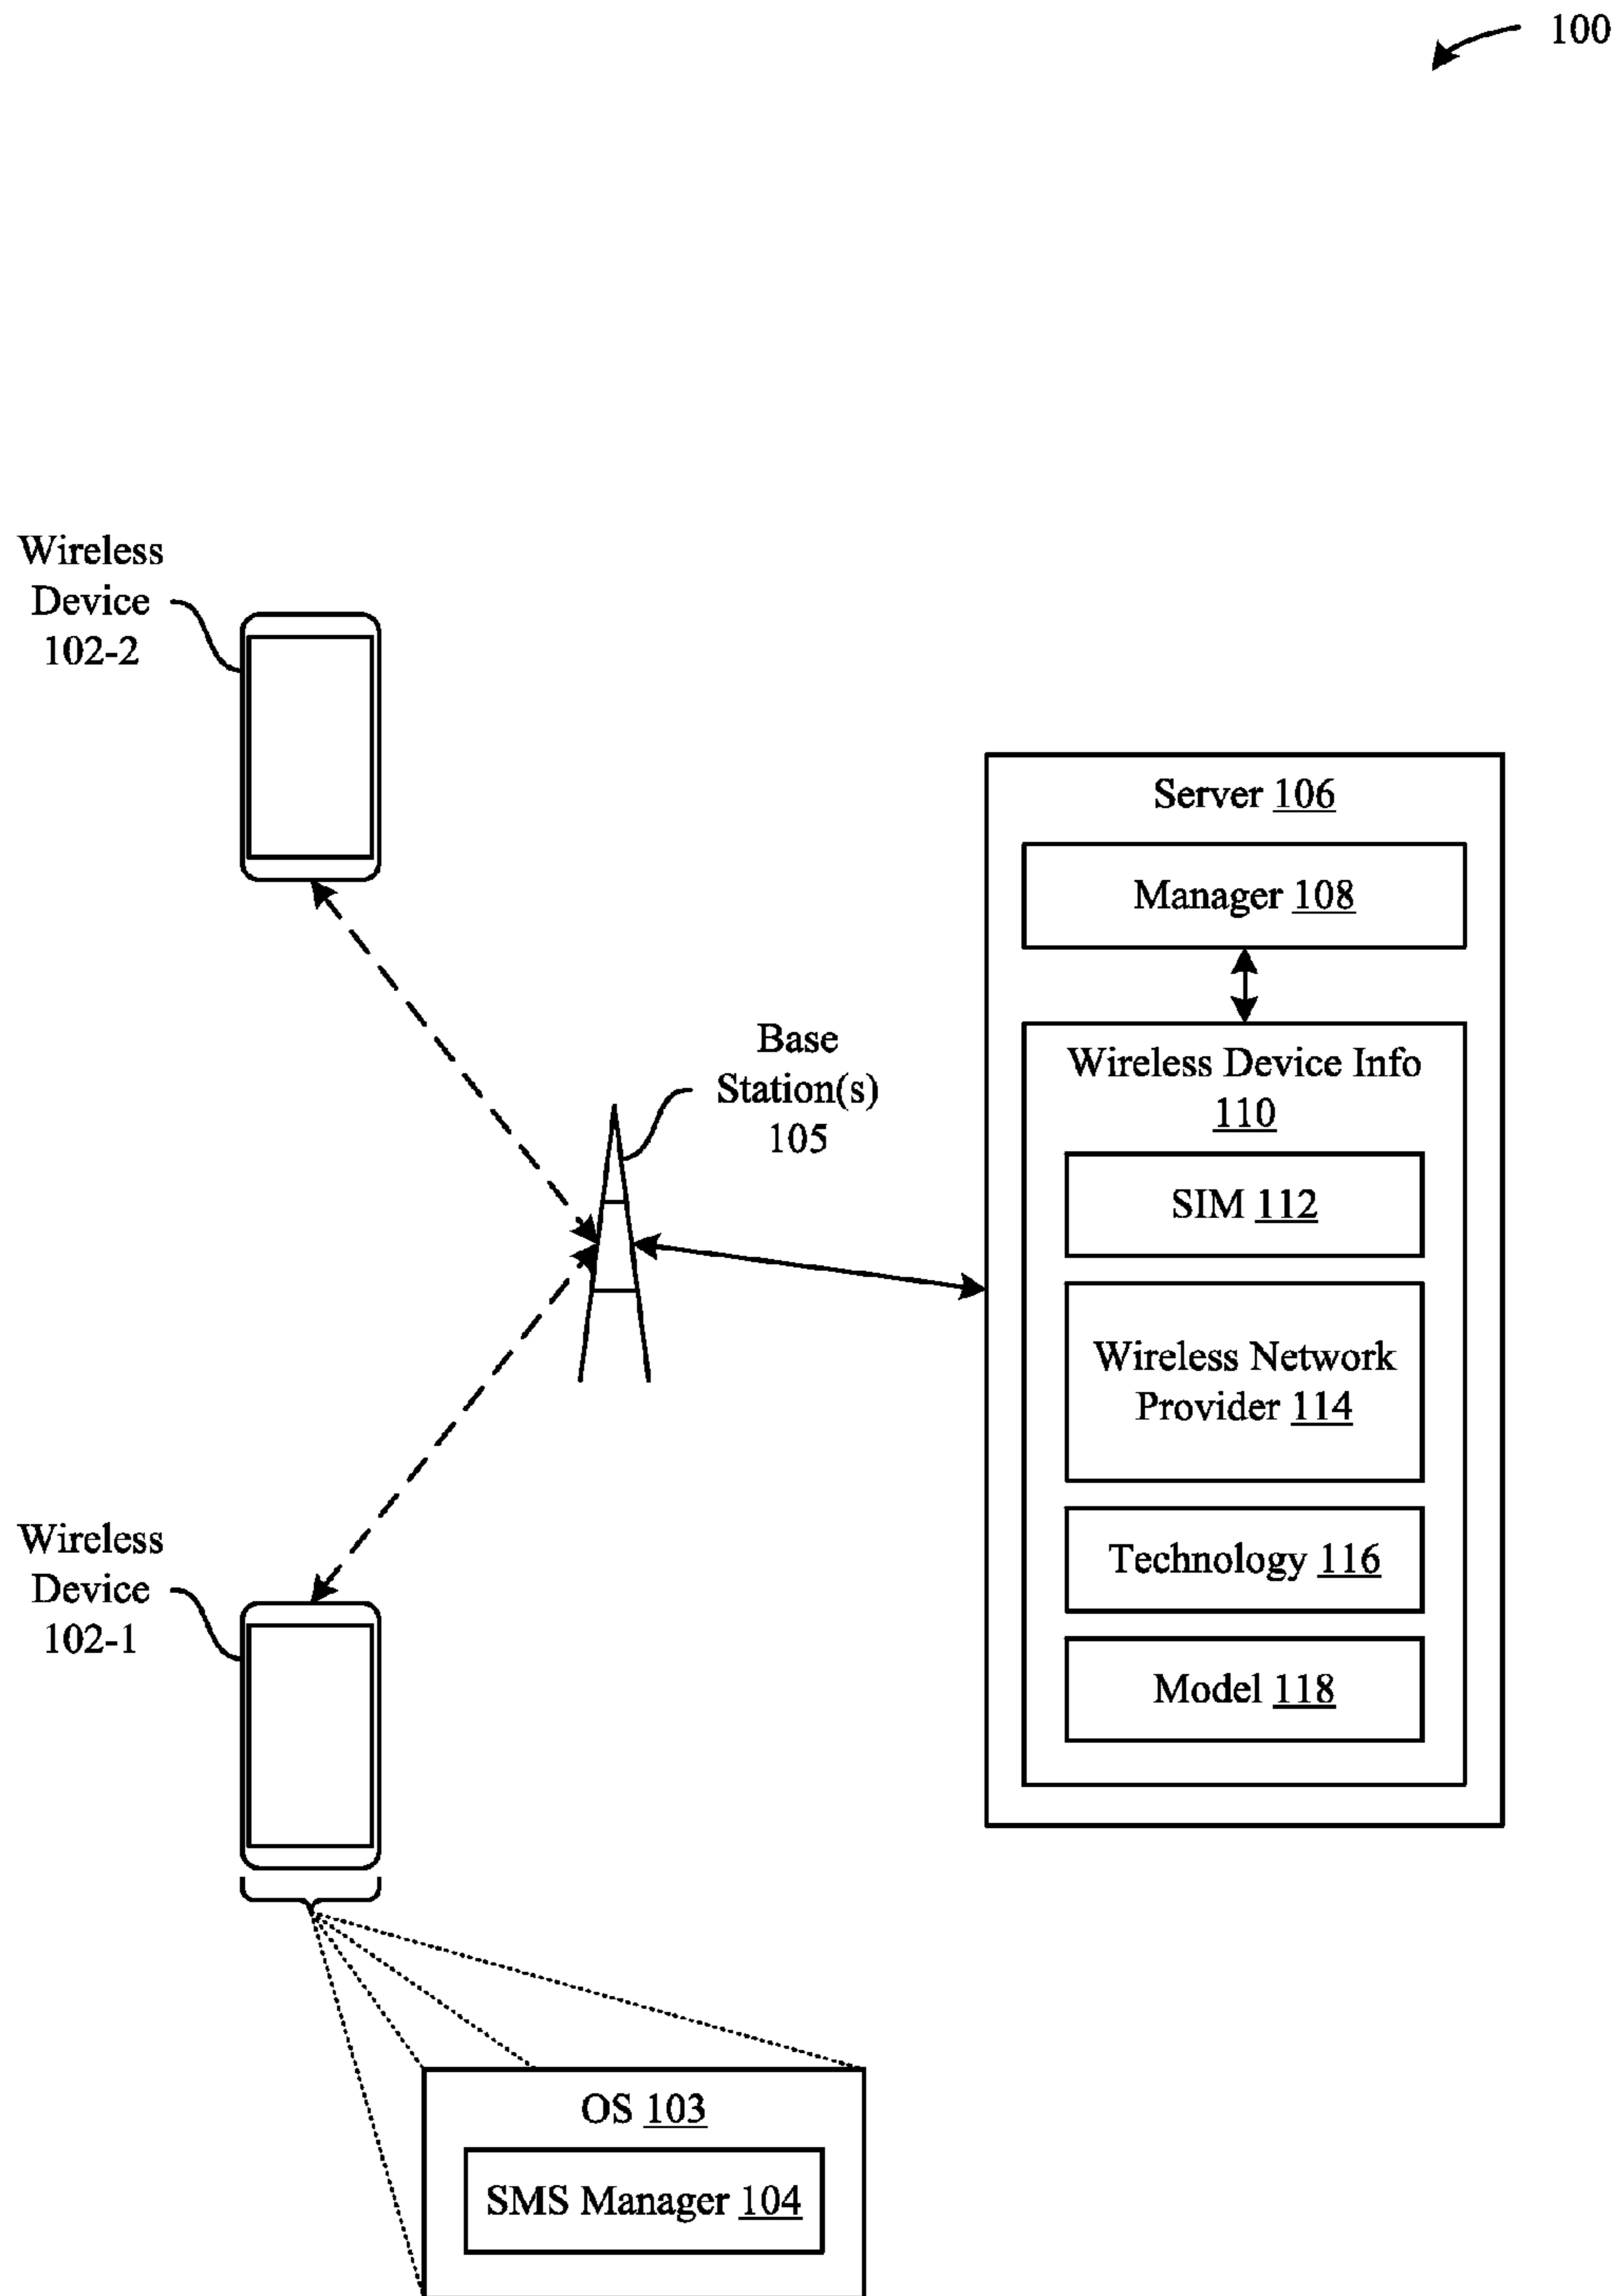 100
Wireless
Device
102-2
Server 106
Manager 108
Base
Station(s)
105
Wireless Device Info
110
SIM 112
Wireless Network
Provider 114
Technology 116
Model 118
Wireless
Device
102-1
OS 103
SMS Manager 104